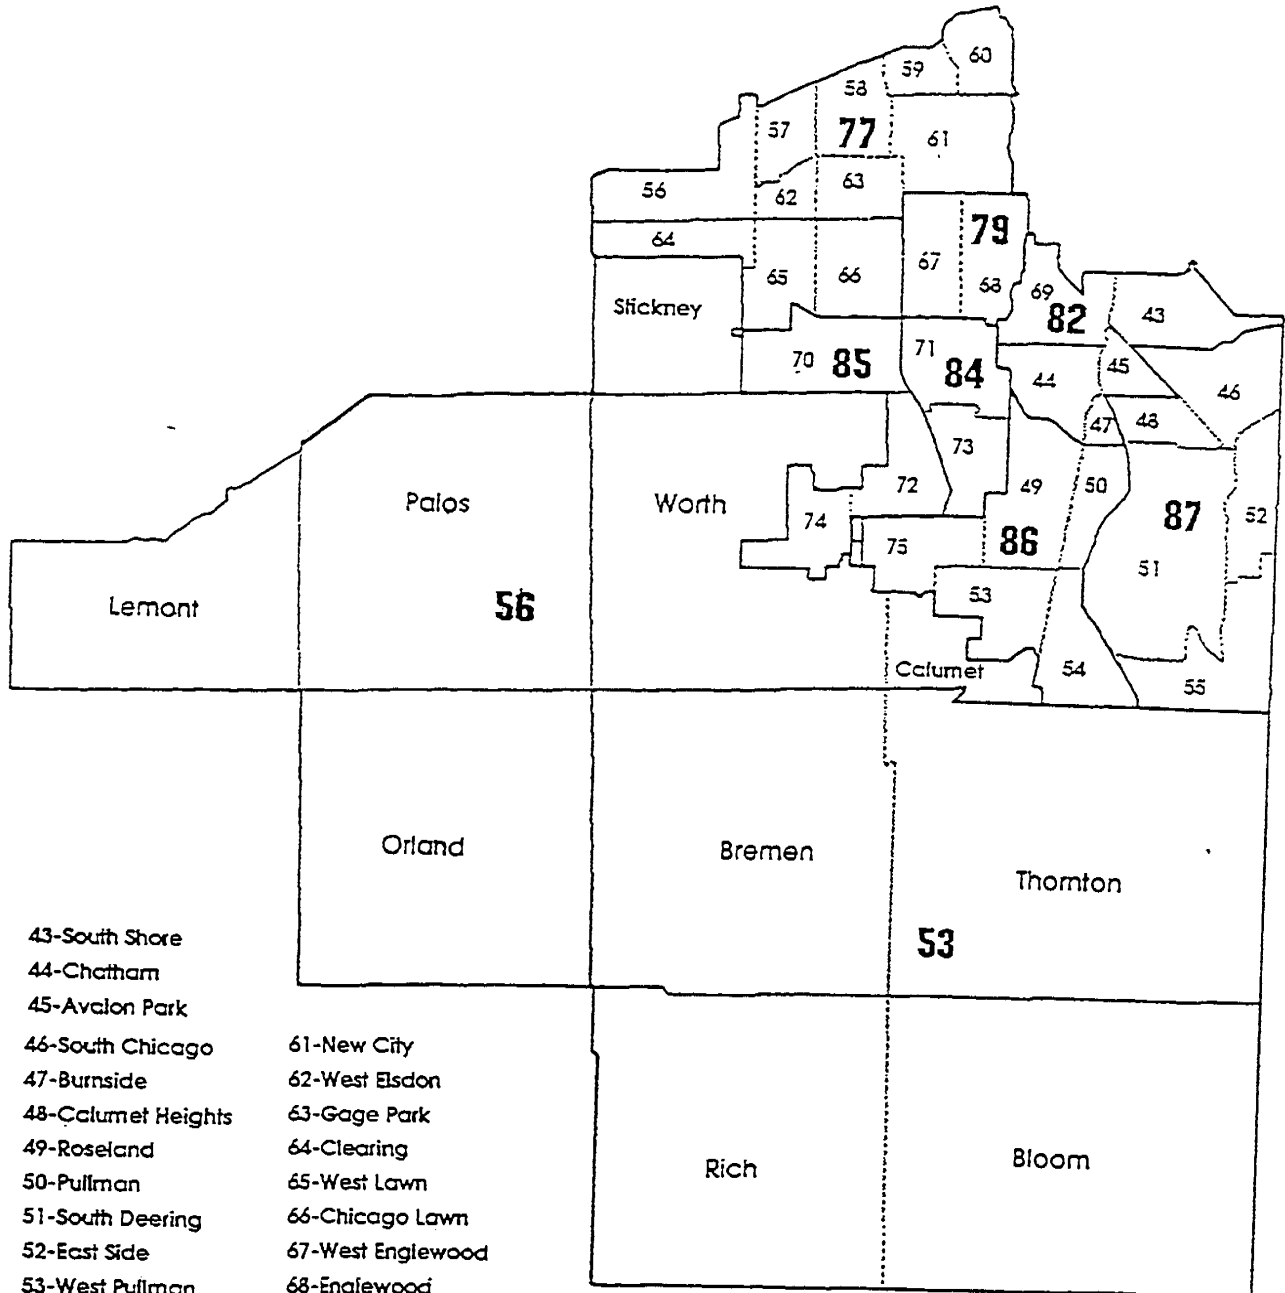 60
59
58
57
77
61
56
62
63
64
79
67
68
65
66
69
82
43
Stickney
70
85
71
84
44
45
46
47
48
73
72
49
50
Palos
Worth
74
75
86
87
52
51
Lemont
56
53
Calumet
54
55
Orland
Bremen
Thornton
53
Rich
Bloom
43-South Shore
44-Chatham
45-Avalon Park
46-South Chicago
47-Burnside
48-Calumet Heights
49-Roseland
50-Pullman
51-South Deering
52-East Side
53-West Pullman
61-New City
62-West Elsdon
63-Gage Park
64-Clearing
65-West Lawn
66-Chicago Lawn
67-West Englewood
68-Englewood